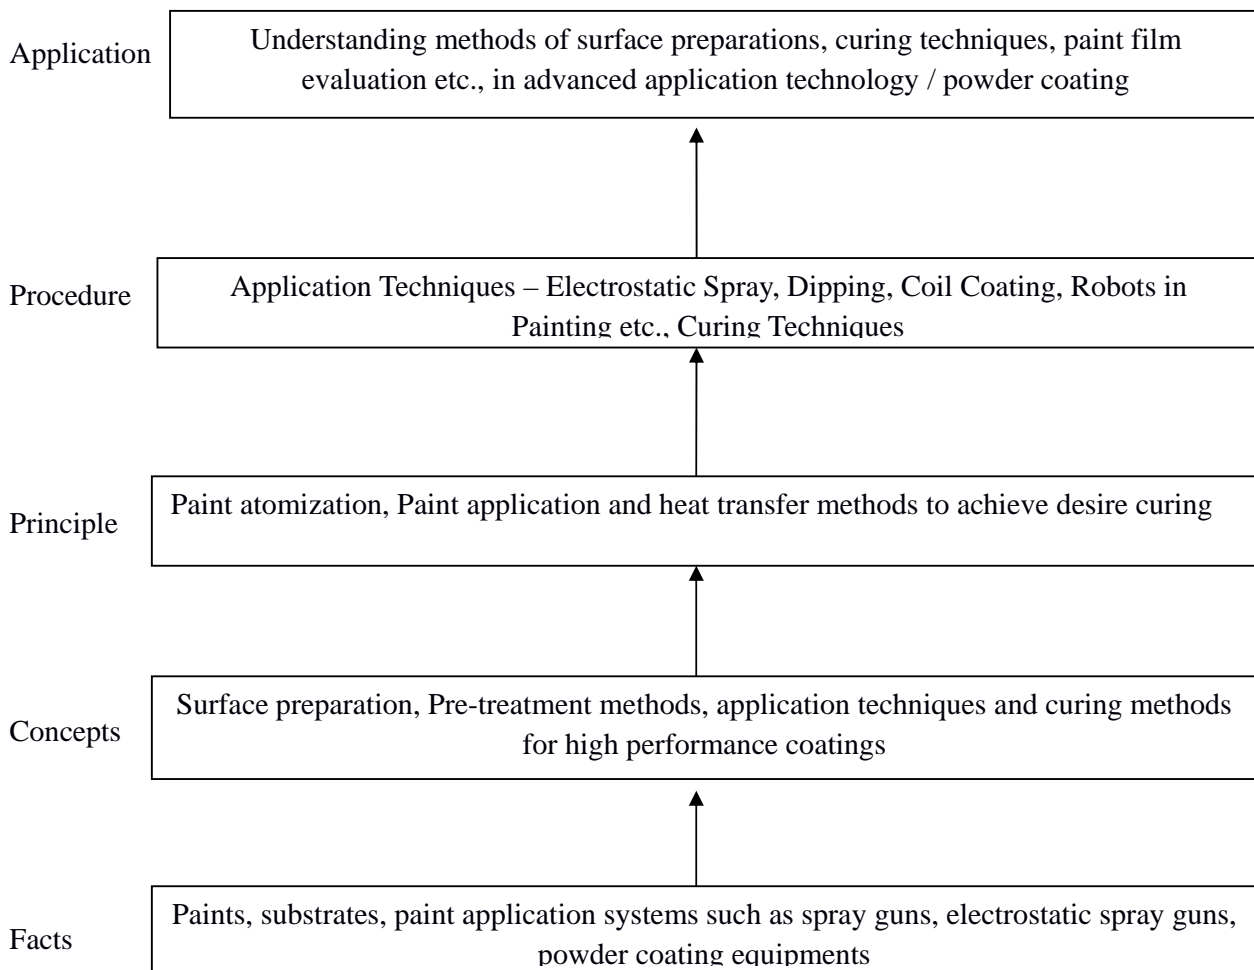 Application
Understanding methods of surface preparations, curing techniques, paint film
evaluation etc., in advanced application technology / powder coating
Procedure
Application Techniques – Electrostatic Spray, Dipping, Coil Coating, Robots in
Painting etc., Curing Techniques
Principle
Paint atomization, Paint application and heat transfer methods to achieve desire curing
Concepts
Surface preparation, Pre-treatment methods, application techniques and curing methods
for high performance coatings
Facts
Paints, substrates, paint application systems such as spray guns, electrostatic spray guns,
powder coating equipments